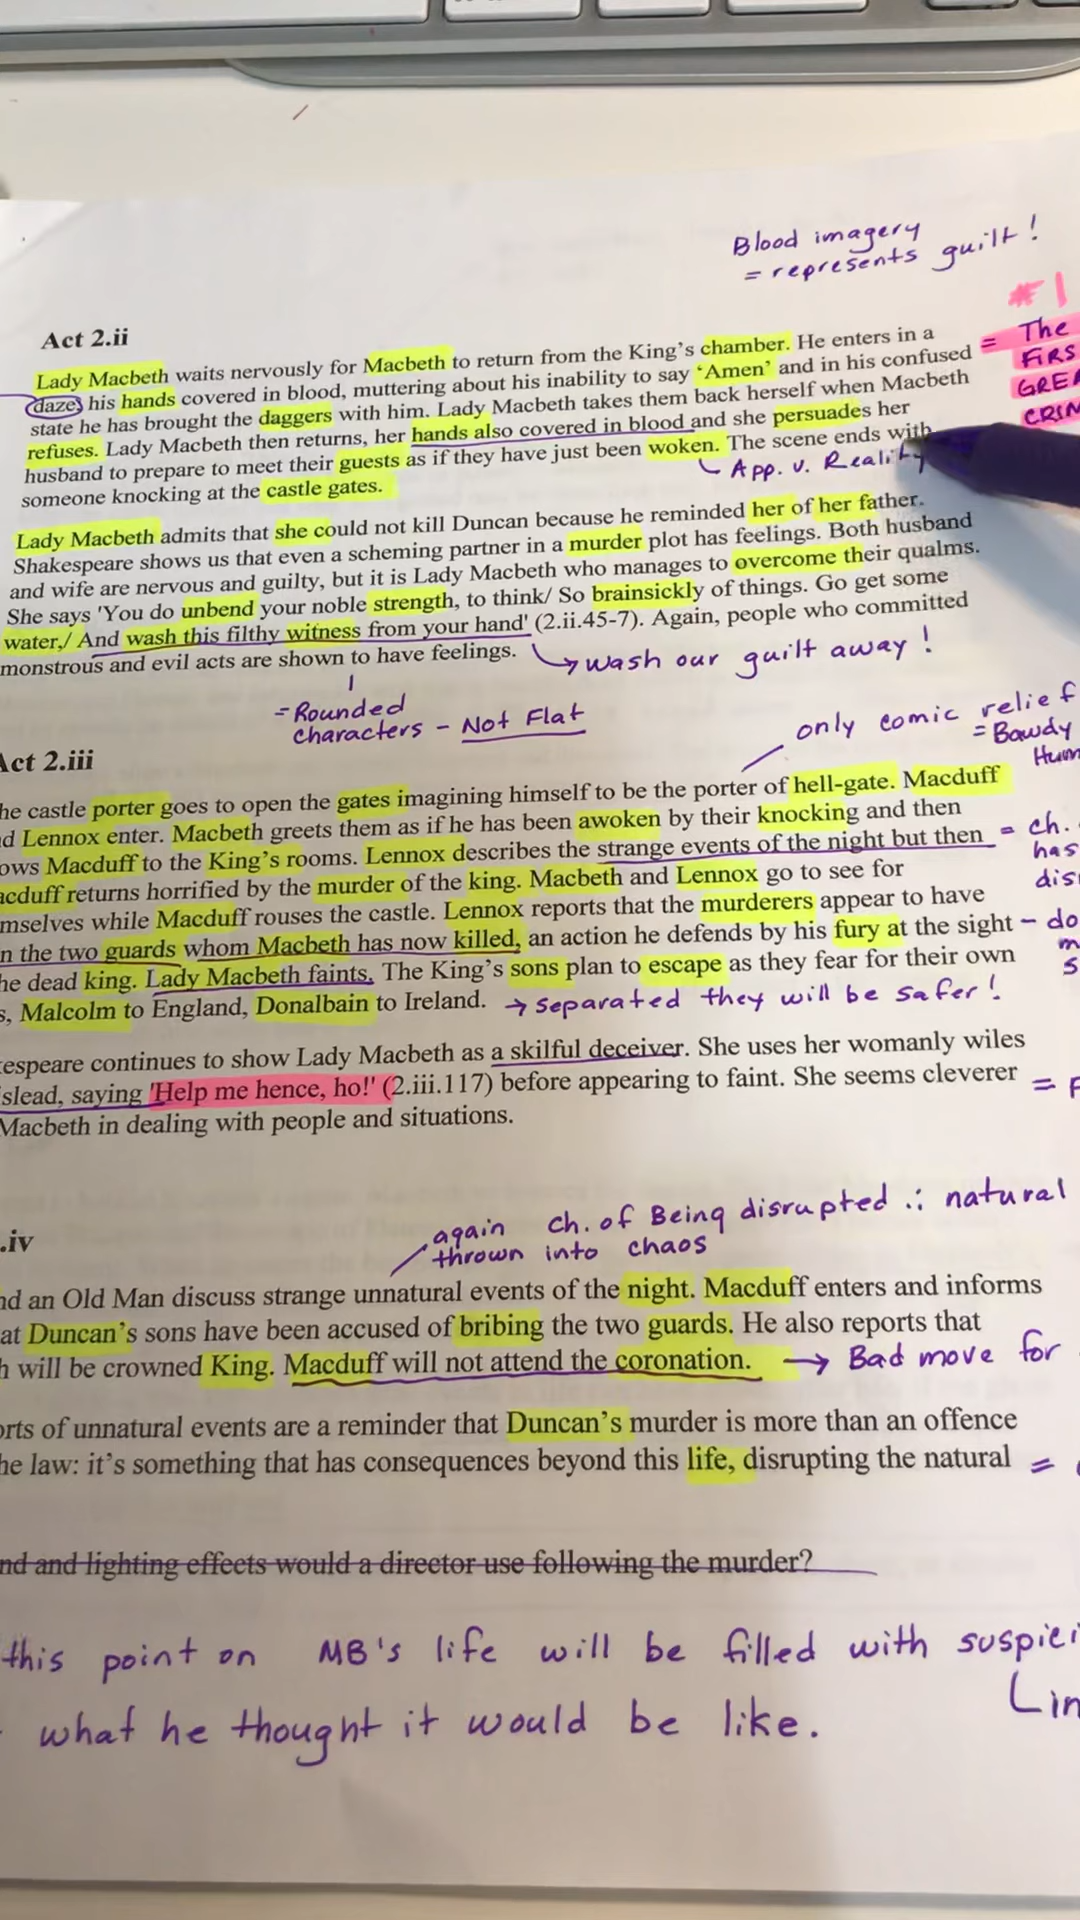 Blood imagery
= represents guilt!
#1
Act 2.ii
= The
FIRS
GREA
CRIM
Lady Macbeth waits nervously for Macbeth to return from the King's chamber. He enters in a
daze, his hands covered in blood, muttering about his inability to say 'Amen' and in his confused
state he has brought the daggers with him. Lady Macbeth takes them back herself when Macbeth
refuses. Lady Macbeth then returns, her hands also covered in blood and she persuades her
husband to prepare to meet their guests as if they have just been woken. The scene ends with
someone knocking at the castle gates.
App. v. Reality
Lady Macbeth admits that she could not kill Duncan because he reminded her of her father.
Shakespeare shows us that even a scheming partner in a murder plot has feelings. Both husband
and wife are nervous and guilty, but it is Lady Macbeth who manages to overcome their qualms.
She says 'You do unbend your noble strength, to think/ So brainsickly of things. Go get some
water,/ And wash this filthy witness from your hand' (2.ii.45-7). Again, people who committed
monstrous and evil acts are shown to have feelings.
→ wash our guilt away!
= Rounded
characters - Not Flat
only comic relief
= Bawdy
Hum
Act 2.iii
he castle porter goes to open the gates imagining himself to be the porter of hell-gate. Macduff
d Lennox enter. Macbeth greets them as if he has been awoken by their knocking and then
ows Macduff to the King's rooms. Lennox describes the strange events of the night but then
= ch.
has
dis
acduff returns horrified by the murder of the king. Macbeth and Lennox go to see for
mselves while Macduff rouses the castle. Lennox reports that the murderers appear to have
n the two guards whom Macbeth has now killed, an action he defends by his fury at the sight
- do
m
s
he dead king. Lady Macbeth faints. The King's sons plan to escape as they fear for their own
s, Malcolm to England, Donalbain to Ireland.
→ separated they will be safer!
kespeare continues to show Lady Macbeth as a skilful deceiver. She uses her womanly wiles
slead, saying 'Help me hence, ho!' (2.iii.117) before appearing to faint. She seems cleverer
Macbeth in dealing with people and situations.
again ch. of Being disrupted ∴ natural
thrown into chaos
.iv
nd an Old Man discuss strange unnatural events of the night. Macduff enters and informs
at Duncan's sons have been accused of bribing the two guards. He also reports that
h will be crowned King. Macduff will not attend the coronation.
→ Bad move for
orts of unnatural events are a reminder that Duncan's murder is more than an offence
he law: it's something that has consequences beyond this life, disrupting the natural
nd and lighting effects would a director use following the murder?
this point on MB's life will be filled with suspici
what he thought it would be like.
Lin